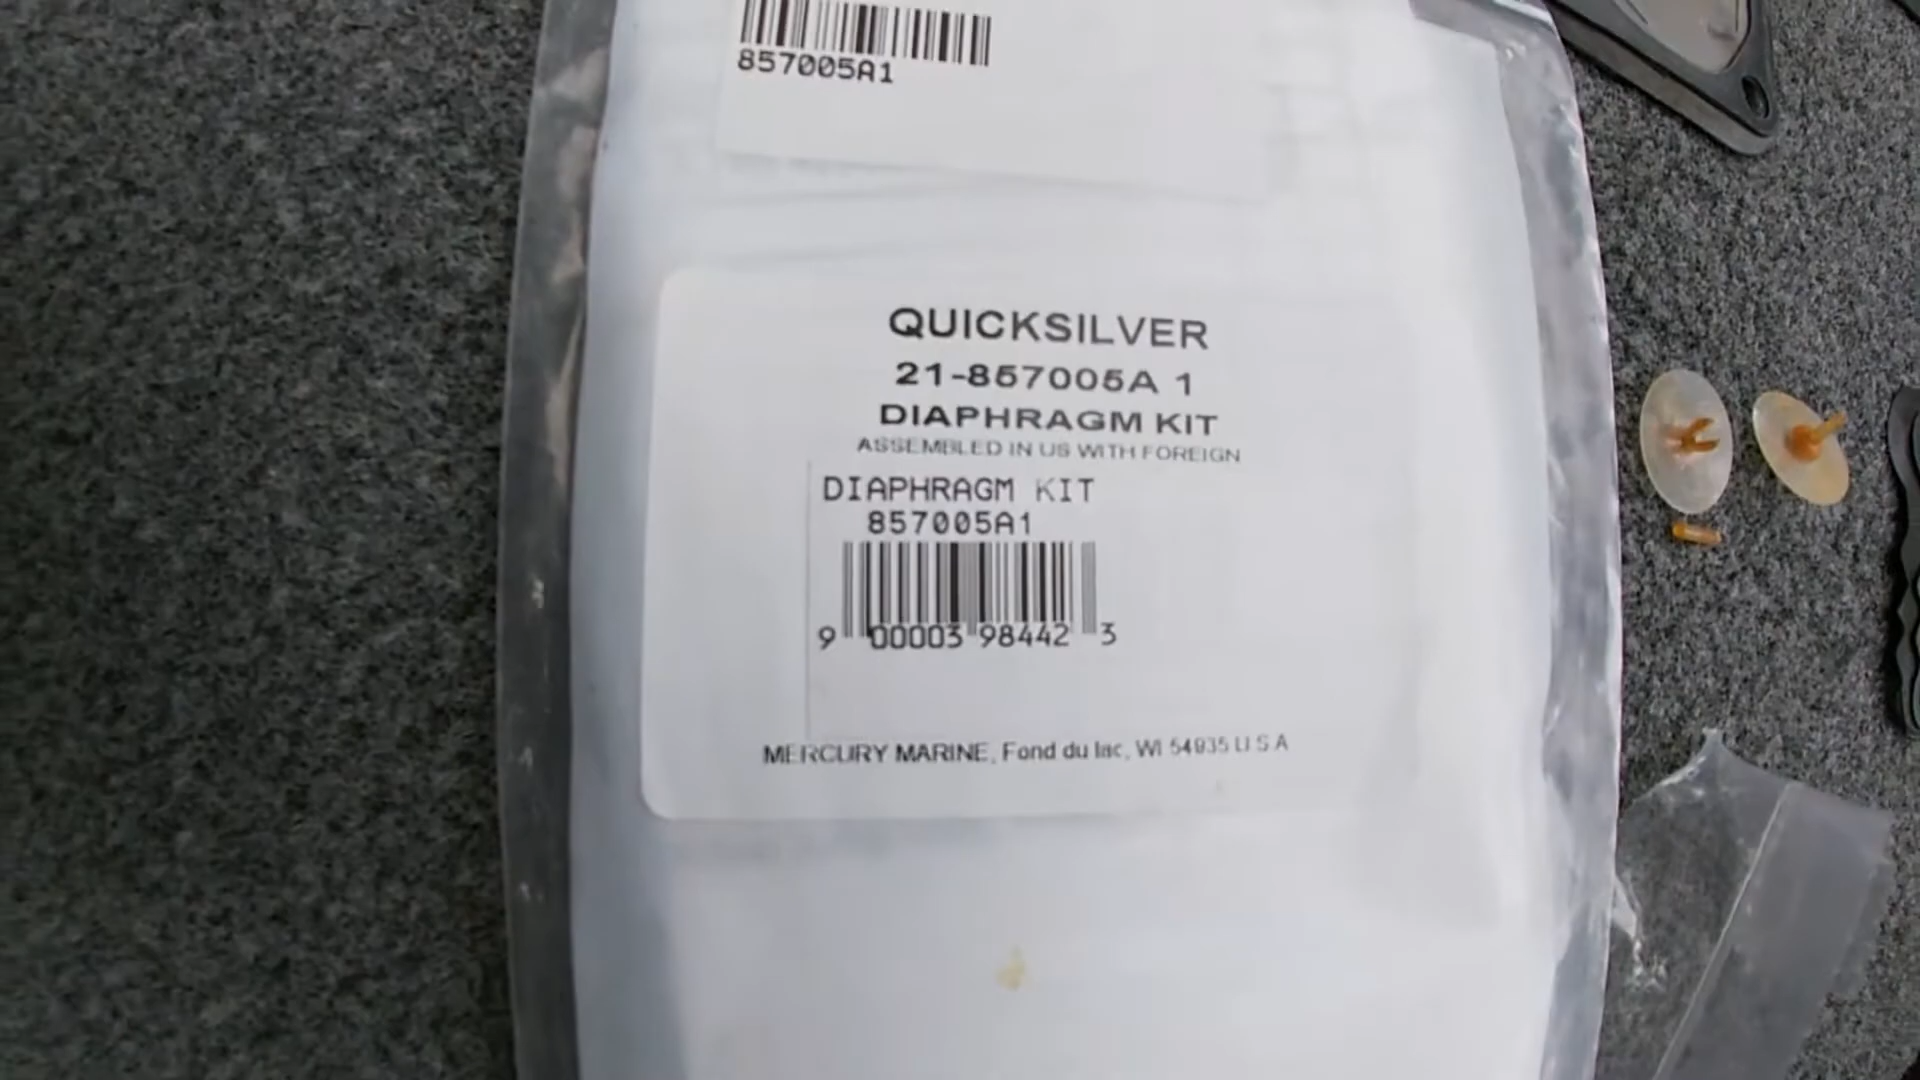 857005A1
QUICKSILVER
21-857005A 1
DIAPHRAGM KIT
ASSEMBLED IN US WITH FOREIGN
DIAPHRAGM KIT
857005A1
9 00003 98442 3
MERCURY MARINE, Fond du lac, WI 54935 U S A